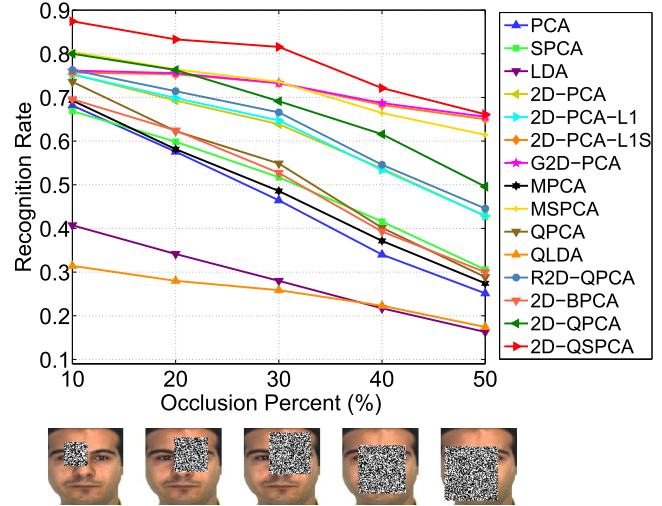 0.9
0.8
0.7
0.6
0.5
0.4
0.3
0.2
0.1
Recognition Rate
10 20 30 40 50
Occlusion Percent (%)
PCA
SPCA
LDA
2D-PCA
2D-PCA-L1
2D-PCA-L1S
G2D-PCA
MPCA
MSPCA
QPCA
QLDA
R2D-QPCA
2D-BPCA
2D-QPCA
2D-QSPCA